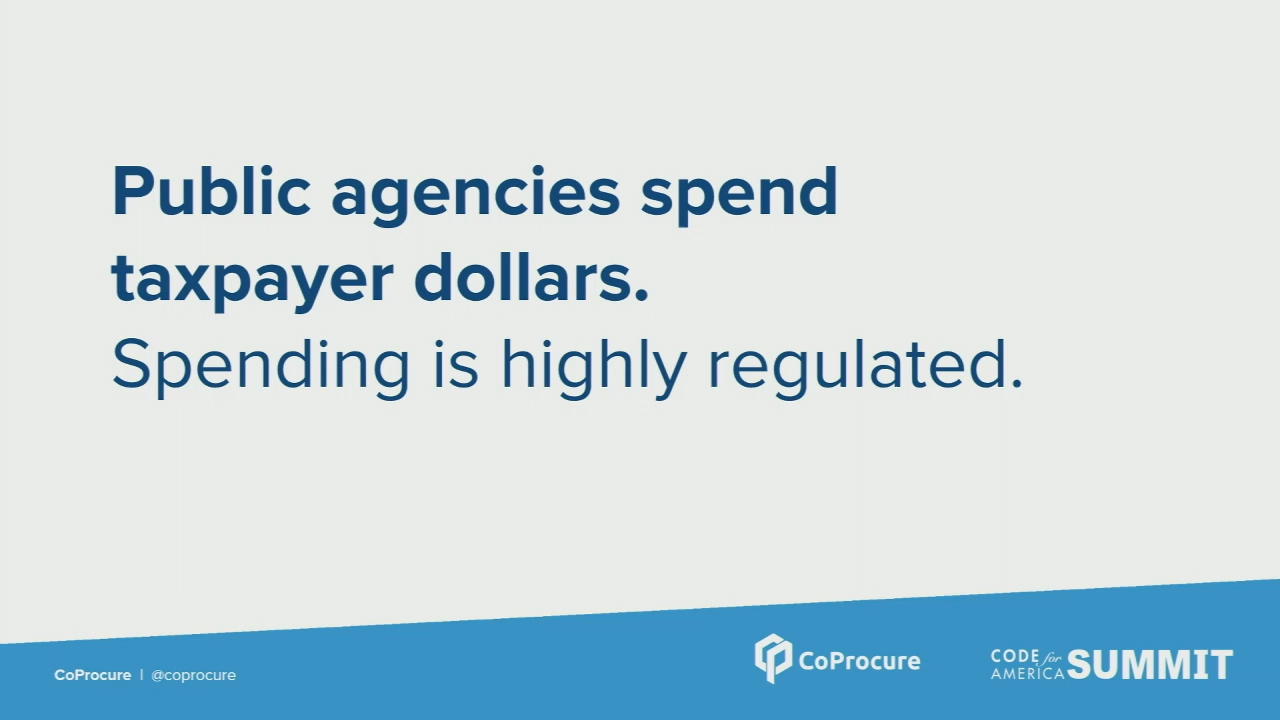 Public agencies spend
taxpayer dollars.
Spending is highly regulated.
CoProcure | @coprocure
CoProcure
CODE for
AMERICA SUMMIT